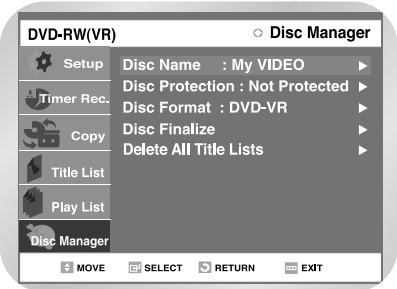 DVD-RW(VR)
Disc Manager
Setup
Timer Rec.
Copy
Title List
Play List
Disc Manager
Disc Name : My VIDEO
Disc Protection : Not Protected
Disc Format : DVD-VR
Disc Finalize
Delete All Title Lists
MOVE SELECT RETURN EXIT